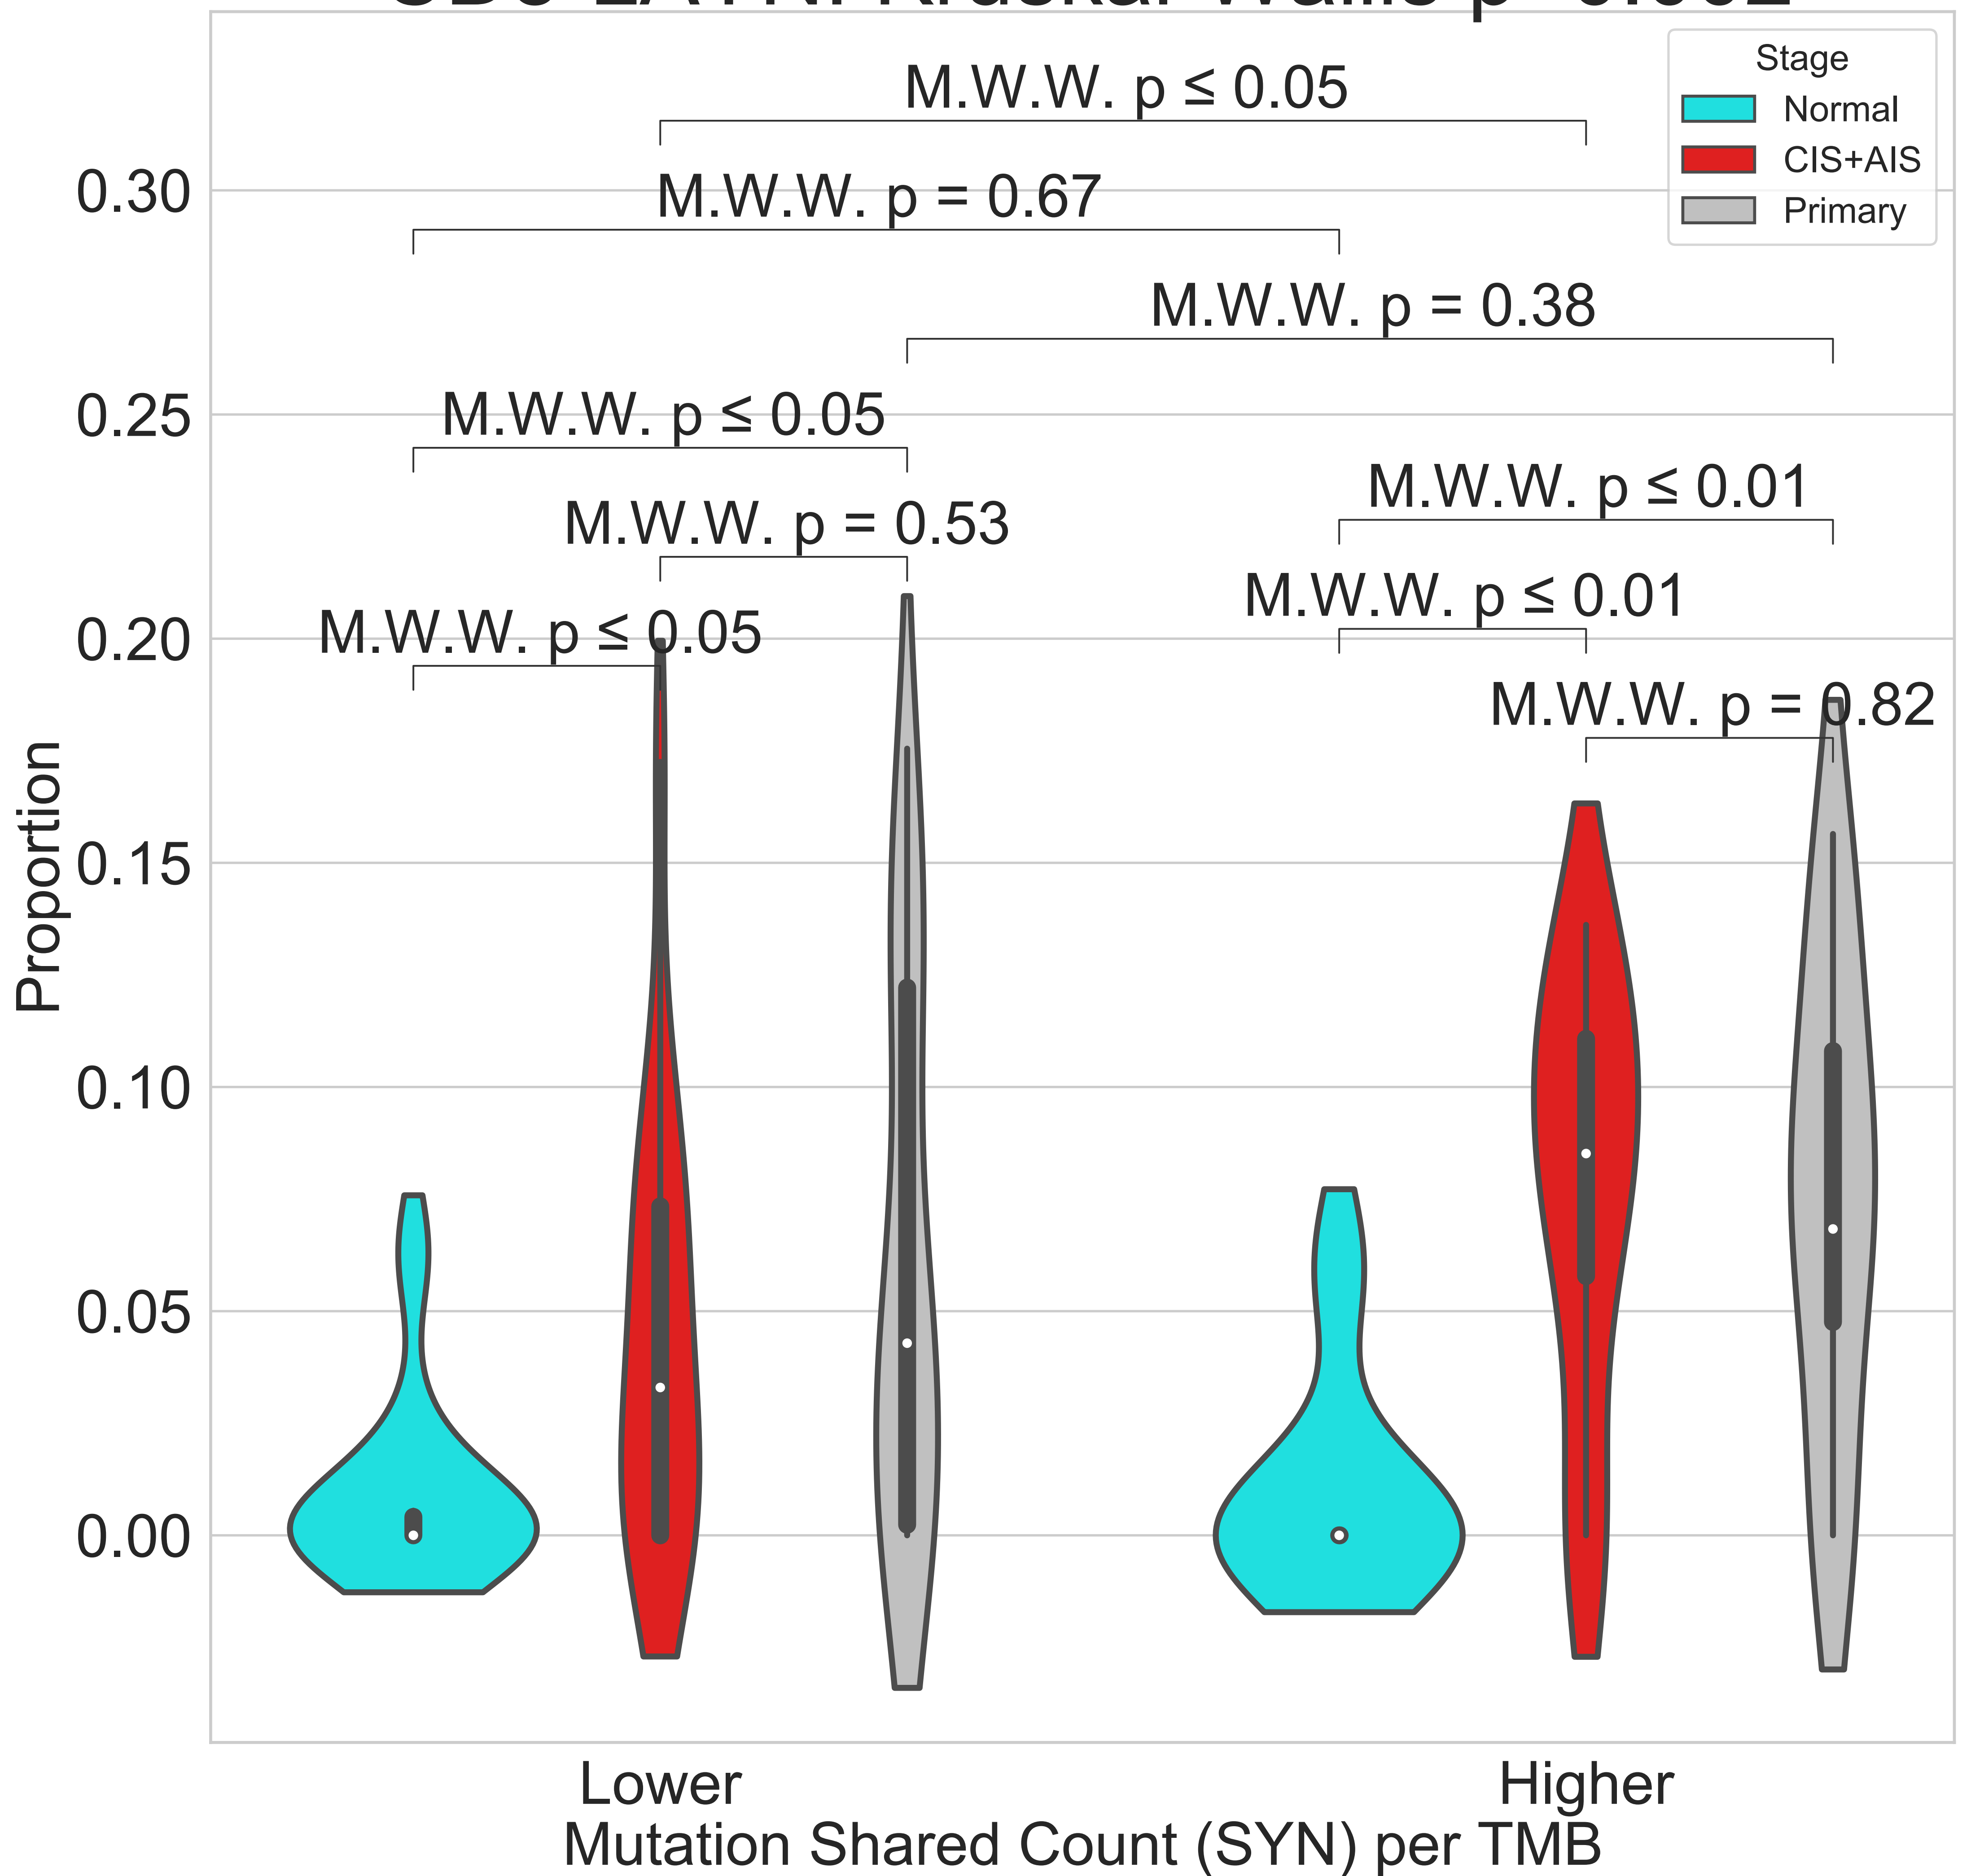 Stage
Normal
CIS+AIS
Primary
M.W.W. p ≤ 0.05
M.W.W. p = 0.67
M.W.W. p = 0.38
M.W.W. p ≤ 0.05
M.W.W. p ≤ 0.01
M.W.W. p = 0.53
M.W.W. p ≤ 0.01
M.W.W. p ≤ 0.05
M.W.W. p = 0.82
0.30
0.25
0.20
0.15
0.10
0.05
0.00
Proportion
Lower
Higher
Mutation Shared Count (SYN) per TMB